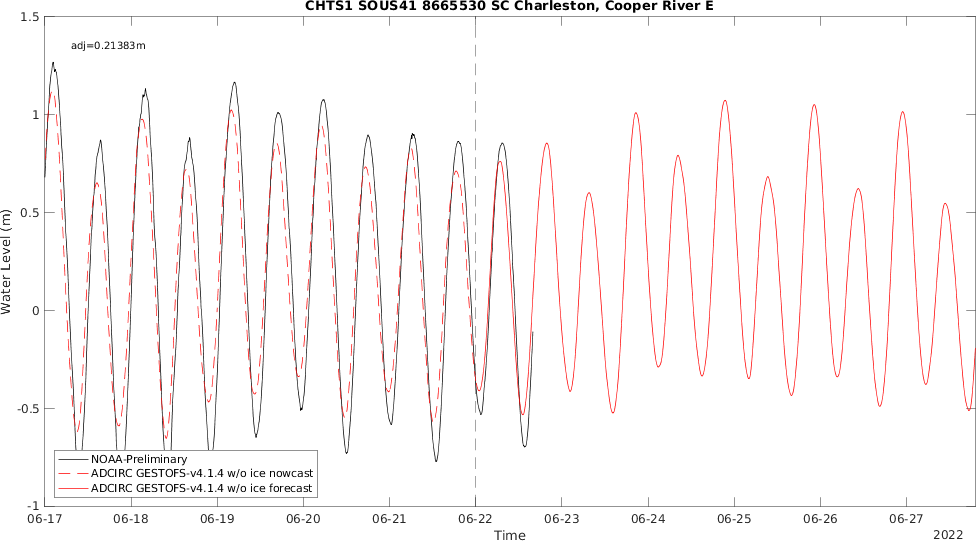 CHTS1 SOUS41 8665530 SC Charleston, Cooper River E
adj=0.21383m
1.5
1
0.5
0
-0.5
-1
Water Level (m)
NOAA-Preliminary
ADCIRC GESTOFS-v4.1.4 w/o ice nowcast
ADCIRC GESTOFS-v4.1.4 w/o ice forecast
06-17 06-18 06-19 06-20 06-21 06-22 06-23 06-24 06-25 06-26 06-27
Time
2022